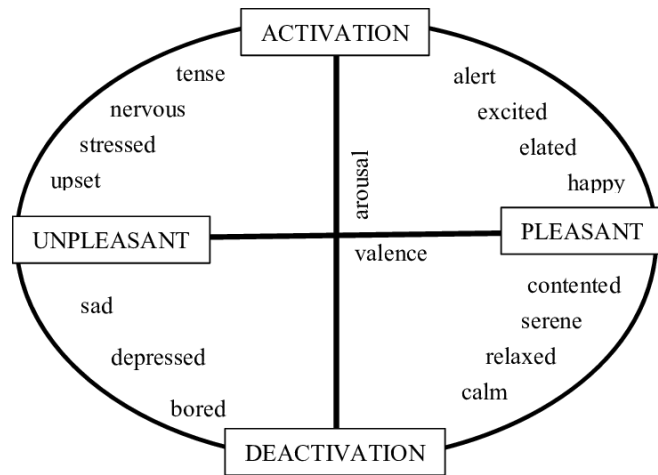 ACTIVATION
tense
alert
nervous
excited
stressed
elated
upset
happy
arousal
UNPLEASANT
PLEASANT
valence
sad
contented
serene
depressed
relaxed
calm
bored
DEACTIVATION